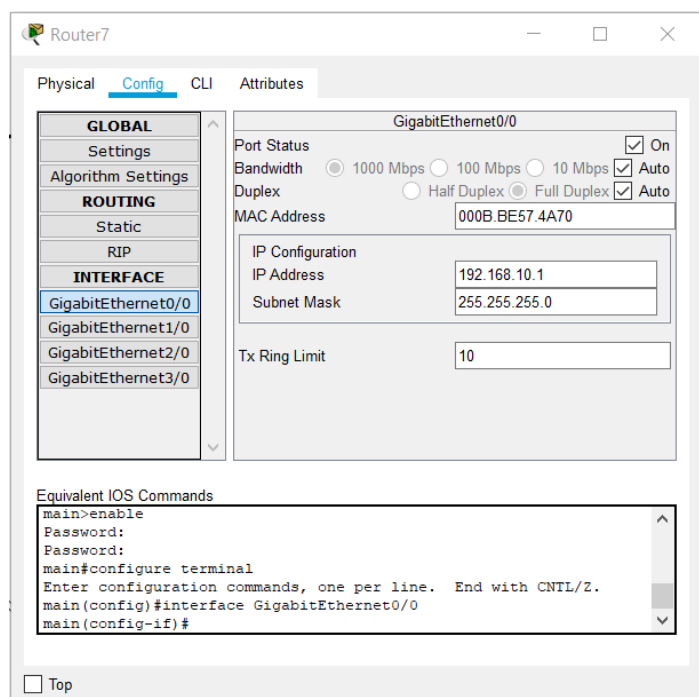 Router7
Physical Config CLI Attributes
GLOBAL
Settings
Algorithm Settings
ROUTING
Static
RIP
INTERFACE
GigabitEthernet0/0
GigabitEthernet1/0
GigabitEthernet2/0
GigabitEthernet3/0
GigabitEthernet0/0
Port Status On
Bandwidth 1000 Mbps 100 Mbps 10 Mbps Auto
Duplex Half Duplex Full Duplex Auto
MAC Address 000B.BE57.4A70
IP Configuration
IP Address 192.168.10.1
Subnet Mask 255.255.255.0
Tx Ring Limit 10
Equivalent IOS Commands
main>enable
Password:
Password:
main#configure terminal
Enter configuration commands, one per line. End with CNTL/Z.
main(config)#interface GigabitEthernet0/0
main(config-if)#
Top